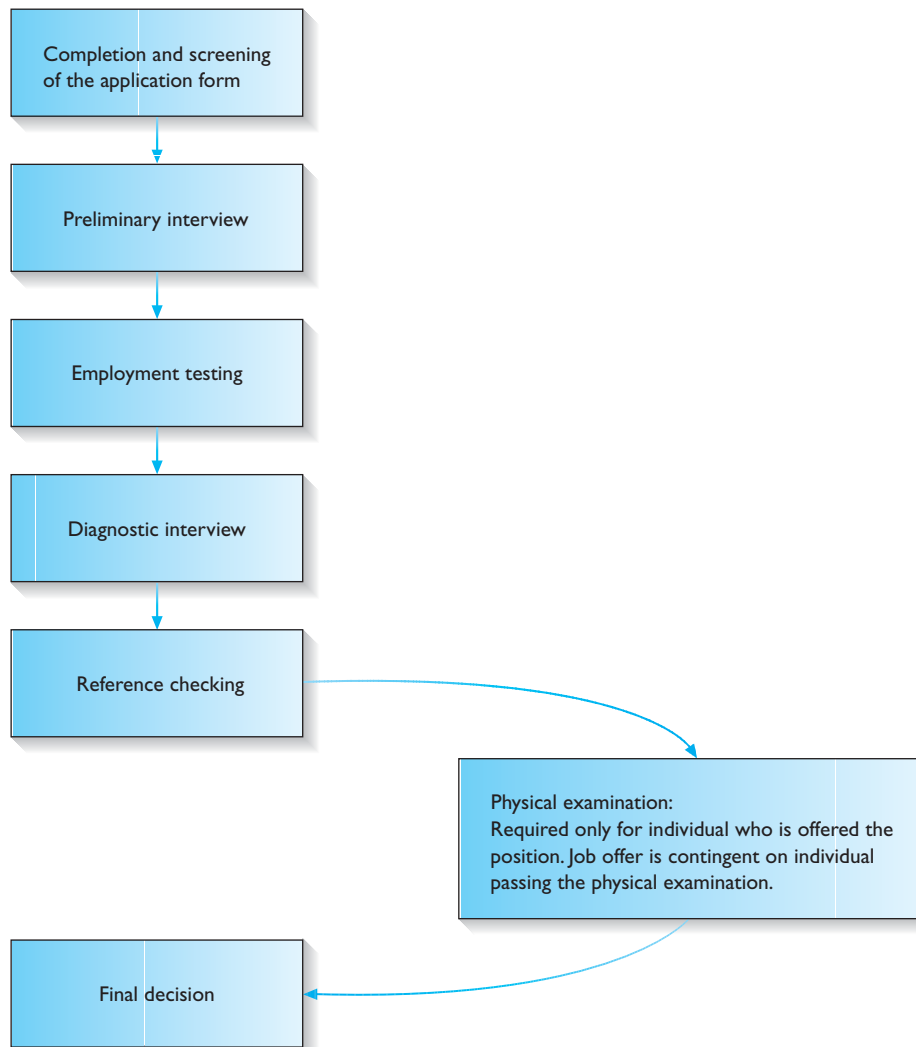 Completion and screening
of the application form
Preliminary interview
Employment testing
Diagnostic interview
Reference checking
Physical examination:
Required only for individual who is offered the
position. Job offer is contingent on individual
passing the physical examination.
Final decision